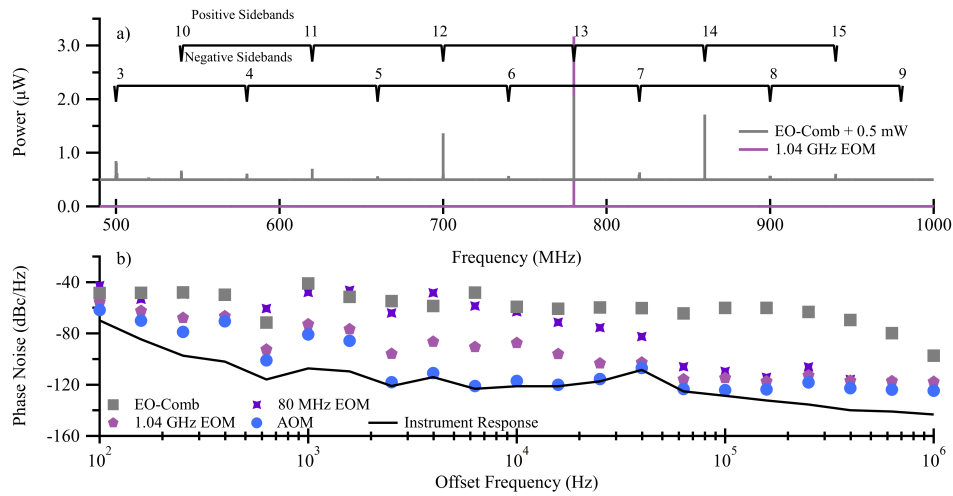 a)
Positive Sidebands
10 11 12 13 14 15
Negative Sidebands
3 4 5 6 7 8 9
Power (µW)
3.0
2.0
1.0
0.0
EO-Comb + 0.5 mW
1.04 GHz EOM
500 600 700 800 900 1000
Frequency (MHz)
b)
Phase Noise (dBc/Hz)
-40
-80
-120
-160
EO-Comb
80 MHz EOM
1.04 GHz EOM
AOM
Instrument Response
10² 10³ 10⁴ 10⁵ 10⁶
Offset Frequency (Hz)